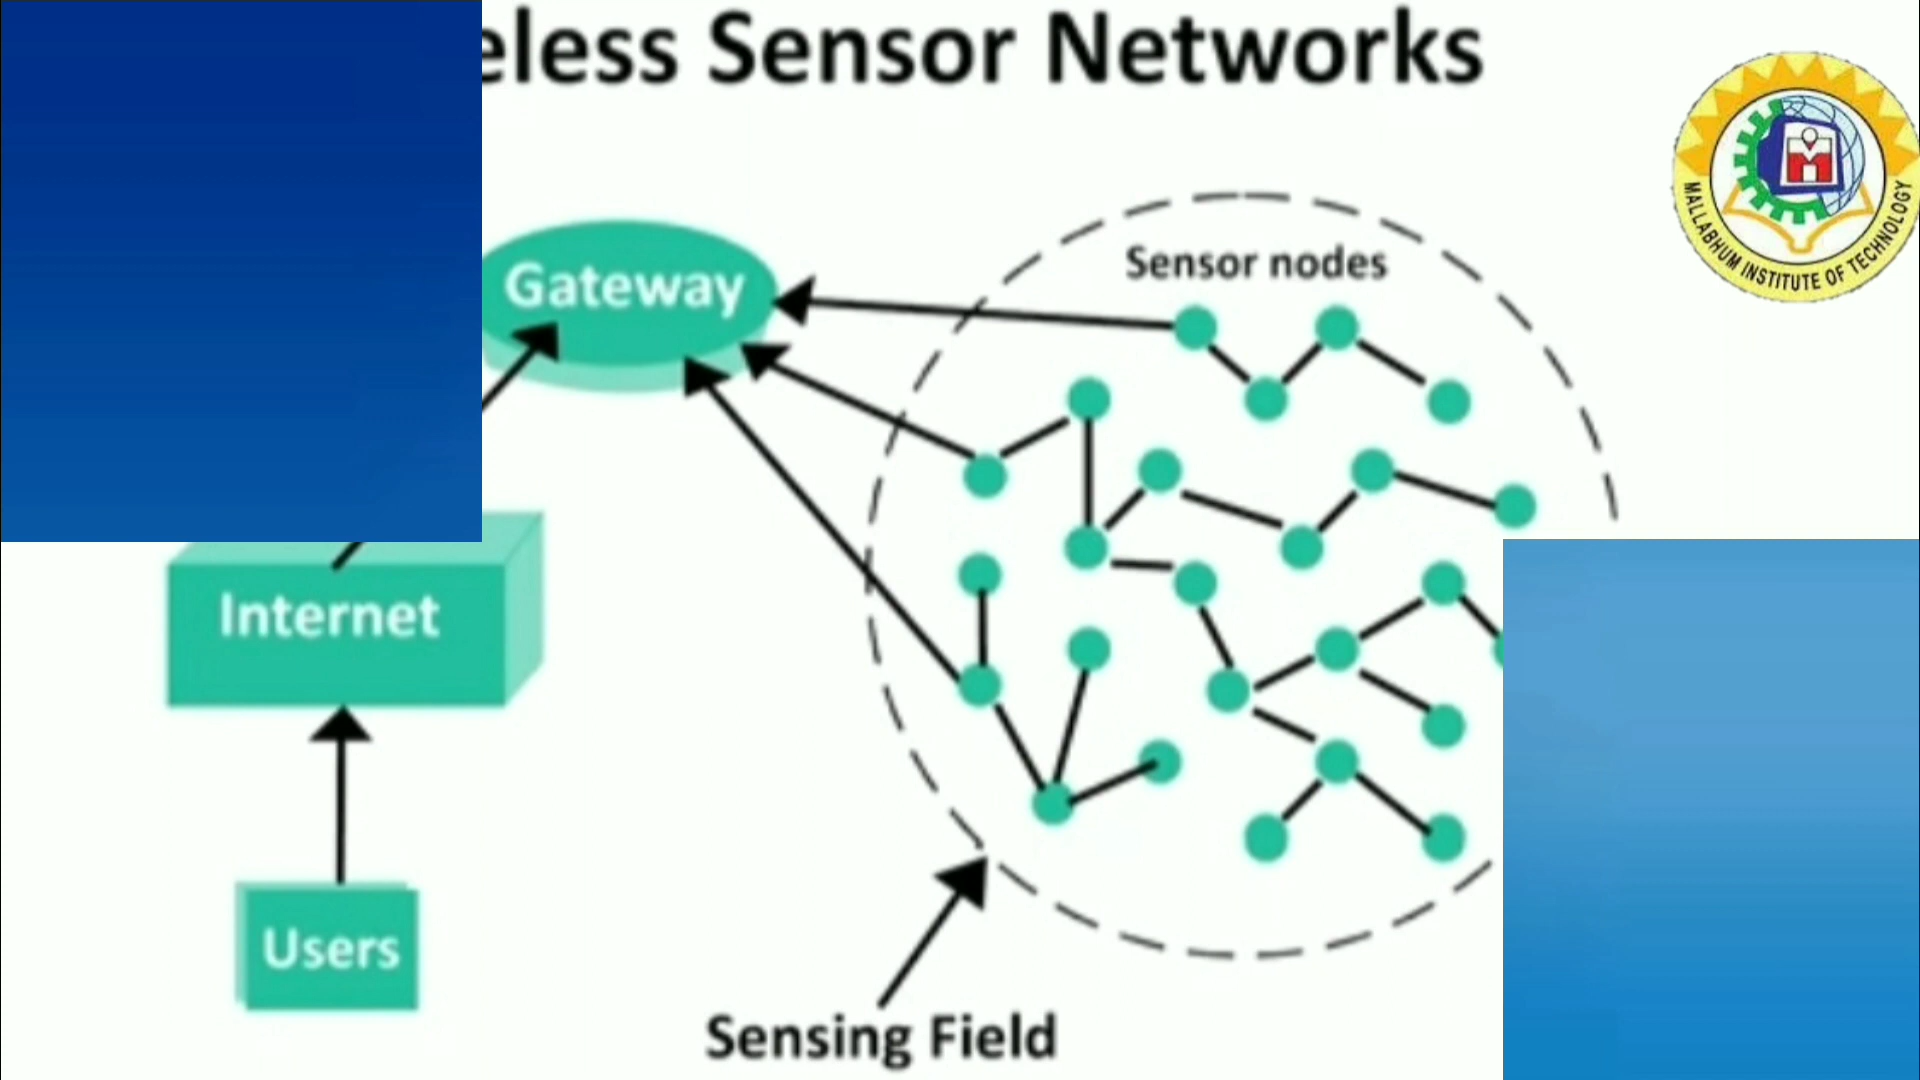 eless Sensor Networks
Gateway
Sensor nodes
Internet
Users
Sensing Field
MALLABHUM INSTITUTE OF TECHNOLOGY